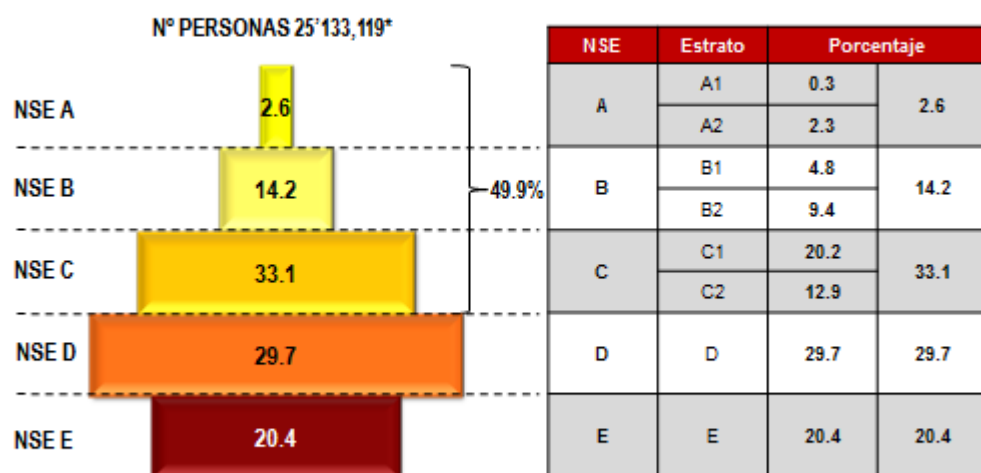 N° PERSONAS 25'133,119*
NSE A
2.6
NSE B
14.2
49.9%
NSE C
33.1
NSE D
29.7
NSE E
20.4
NSE Estrato Porcentaje
A A1 0.3 2.6
A2 2.3
B B1 4.8 14.2
B2 9.4
C C1 20.2 33.1
C2 12.9
D D 29.7 29.7
E E 20.4 20.4